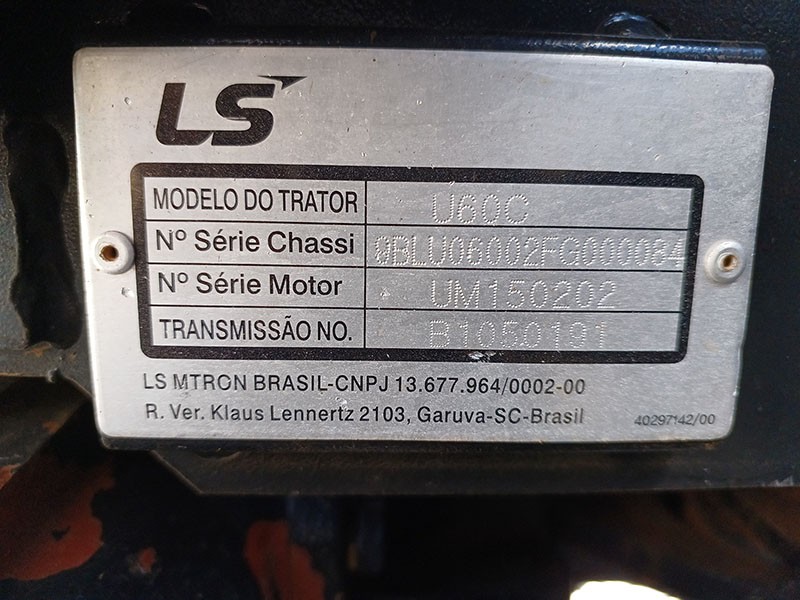 LS
MODELO DO TRATOR U60C
Nº Série Chassi 0BLU06002FG000084
Nº Série Motor UM150202
TRANSMISSÃO NO. B1050191
LS MTRON BRASIL-CNPJ 13.677.964/0002-00
R. Ver. Klaus Lennertz 2103, Garuva-SC-Brasil
40297142/00